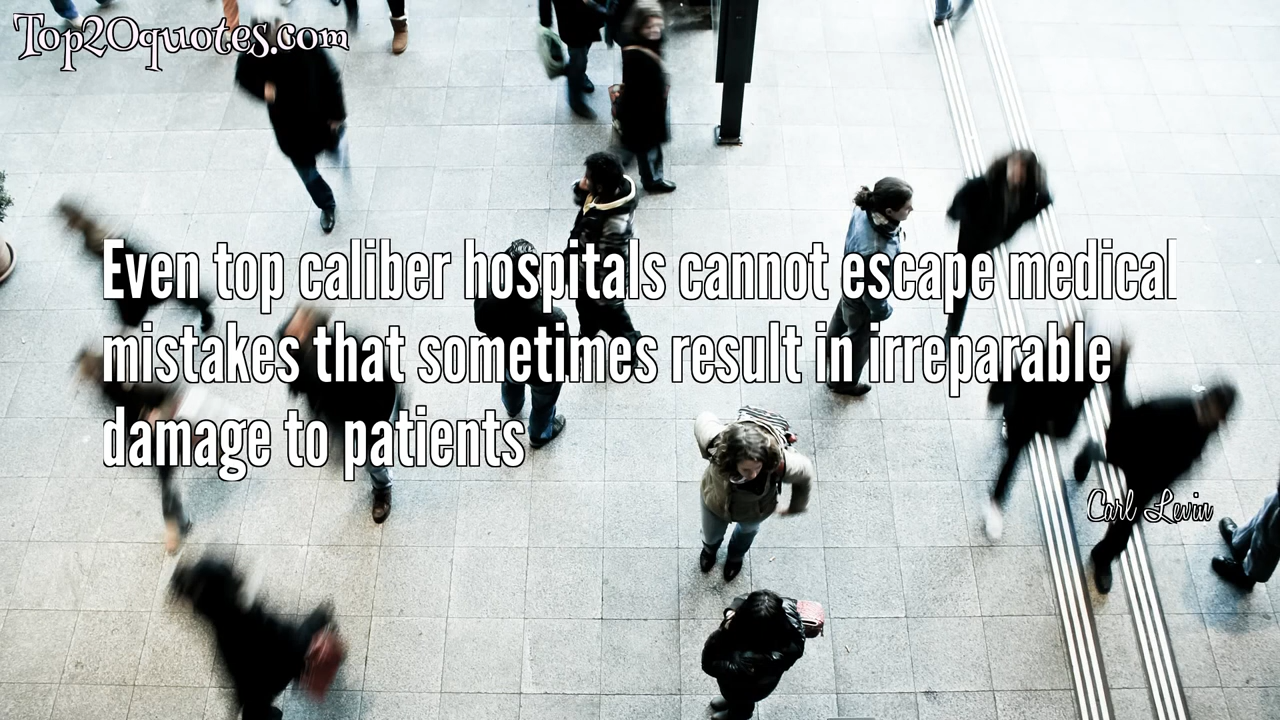 Top20quotes.com
Even top caliber hospitals cannot escape medical
mistakes that sometimes result in irreparable
damage to patients
Carl Levin